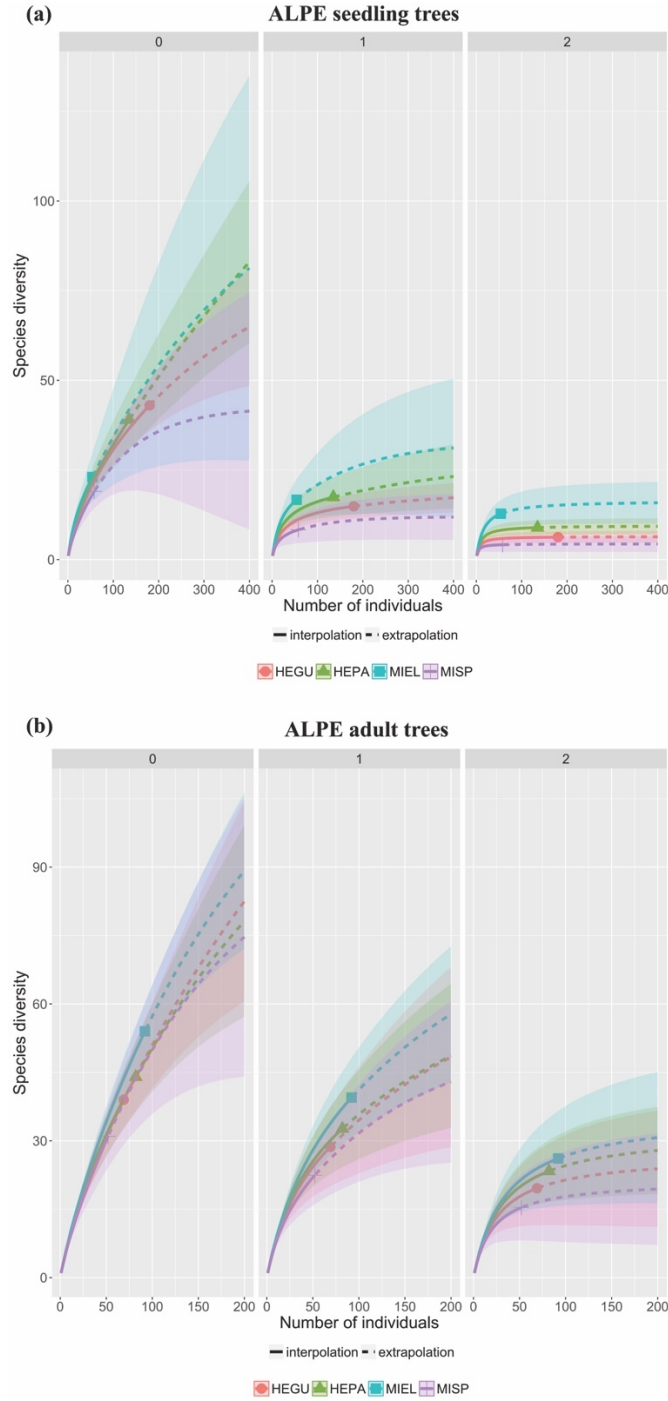 (a)
ALPE seedling trees
0 1 2
Species diversity
100
50
0
0 100 200 300 400 0 100 200 300 400 0 100 200 300 400
Number of individuals
interpolation extrapolation
HEGU HEPA MIEL MISP
(b)
ALPE adult trees
0 1 2
Species diversity
90
60
30
0
0 50 100 150 200 0 50 100 150 200 0 50 100 150 200
Number of individuals
interpolation extrapolation
HEGU HEPA MIEL MISP